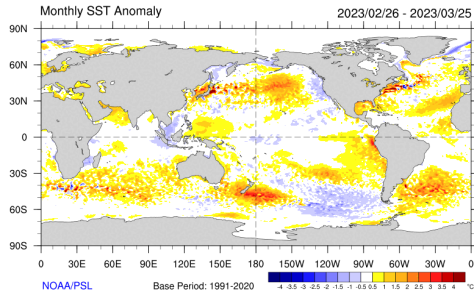 Monthly SST Anomaly 2023/02/26 - 2023/03/25
90N
60N
30N
0
30S
60S
90S
0 30E 60E 90E 120E 150E 180 150W 120W 90W 60W 30W 0
NOAA/PSL Base Period: 1991-2020
-4 -3.5 -3 -2.5 -2 -1.5 -1 -0.5 0.5 1 1.5 2 2.5 3 3.5 4 °C